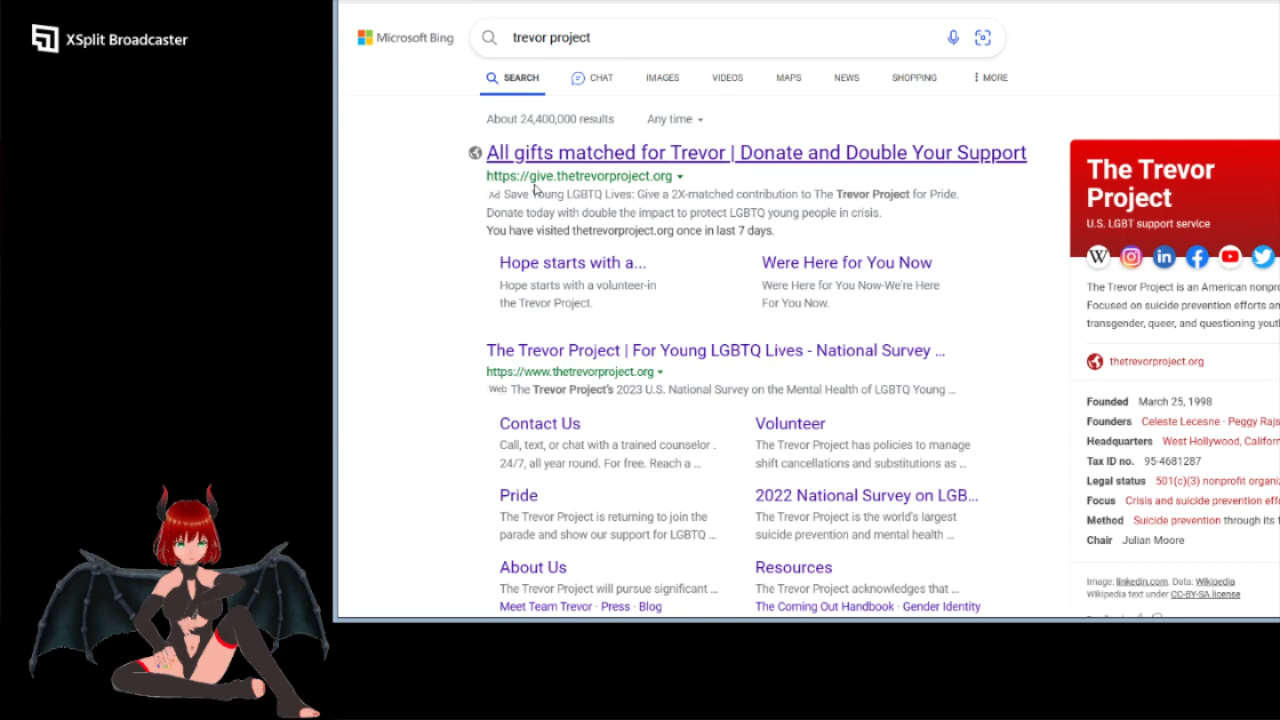 XSplit Broadcaster
Microsoft Bing
trevor project
SEARCH
CHAT
IMAGES
VIDEOS
MAPS
NEWS
SHOPPING
MORE
About 24,400,000 results
Any time
All gifts matched for Trevor | Donate and Double Your Support
https://give.thetrevorproject.org
Ad Save Young LGBTQ Lives: Give a 2X-matched contribution to The Trevor Project for Pride.
Donate today with double the impact to protect LGBTQ young people in crisis.
You have visited thetrevorproject.org once in last 7 days.
Hope starts with a...
Hope starts with a volunteer-in
the Trevor Project.
Were Here for You Now
Were Here for You Now-We're Here
For You Now.
The Trevor Project | For Young LGBTQ Lives - National Survey ...
https://www.thetrevorproject.org
Web The Trevor Project's 2023 U.S. National Survey on the Mental Health of LGBTQ Young ...
Contact Us
Call, text, or chat with a trained counselor .
24/7, all year round. For free. Reach a ...
Volunteer
The Trevor Project has policies to manage
shift cancellations and substitutions as ...
Pride
The Trevor Project is returning to join the
parade and show our support for LGBTQ ...
2022 National Survey on LGB...
The Trevor Project is the world's largest
suicide prevention and mental health ...
About Us
The Trevor Project will pursue significant ...
Meet Team Trevor · Press · Blog
Resources
The Trevor Project acknowledges that ...
The Coming Out Handbook · Gender Identity
The Trevor
Project
U.S. LGBT support service
W
in
The Trevor Project is an American nonpro
Focused on suicide prevention efforts an
transgender, queer, and questioning yout
thetrevorproject.org
Founded March 25, 1998
Founders Celeste Lecesne · Peggy Rajs
Headquarters West Hollywood, Californ
Tax ID no. 95-4681287
Legal status 501(c)(3) nonprofit organiz
Focus Crisis and suicide prevention eff
Method Suicide prevention through its t
Chair Julian Moore
Image: linkedin.com. Data: Wikipedia
Wikipedia text under CC-BY-SA license